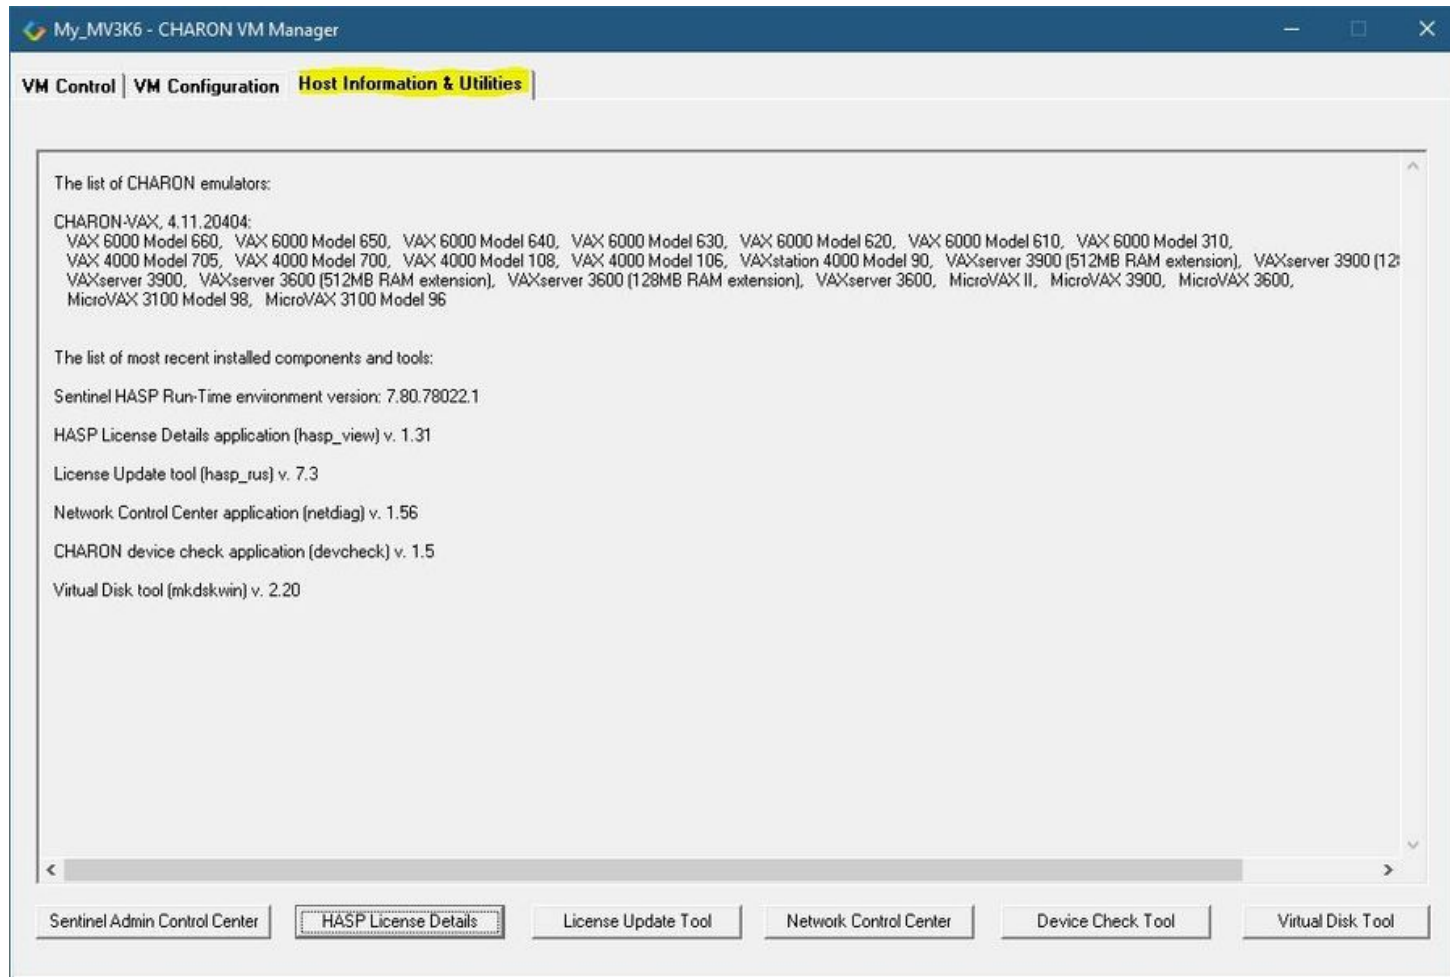 My_MV3K6 - CHARON VM Manager
VM Control | VM Configuration Host Information & Utilities
The list of CHARON emulators:
CHARON-VAX, 4.11.20404:
VAX 6000 Model 660, VAX 6000 Model 650, VAX 6000 Model 640, VAX 6000 Model 630, VAX 6000 Model 620, VAX 6000 Model 610, VAX 6000 Model 310,
VAX 4000 Model 705, VAX 4000 Model 700, VAX 4000 Model 108, VAX 4000 Model 106, VAXstation 4000 Model 90, VAXserver 3900 (512MB RAM extension), VAXserver 3900 (12
VAXserver 3900, VAXserver 3600 (512MB RAM extension), VAXserver 3600 (128MB RAM extension), VAXserver 3600, MicroVAX II, MicroVAX 3900, MicroVAX 3600,
MicroVAX 3100 Model 98, MicroVAX 3100 Model 96
The list of most recent installed components and tools:
Sentinel HASP Run-Time environment version: 7.80.78022.1
HASP License Details application (hasp_view) v. 1.31
License Update tool (hasp_rus) v. 7.3
Network Control Center application (netdiag) v. 1.56
CHARON device check application (devcheck) v. 1.5
Virtual Disk tool (mkdskwin) v. 2.20
Sentinel Admin Control Center HASP License Details License Update Tool Network Control Center Device Check Tool Virtual Disk Tool